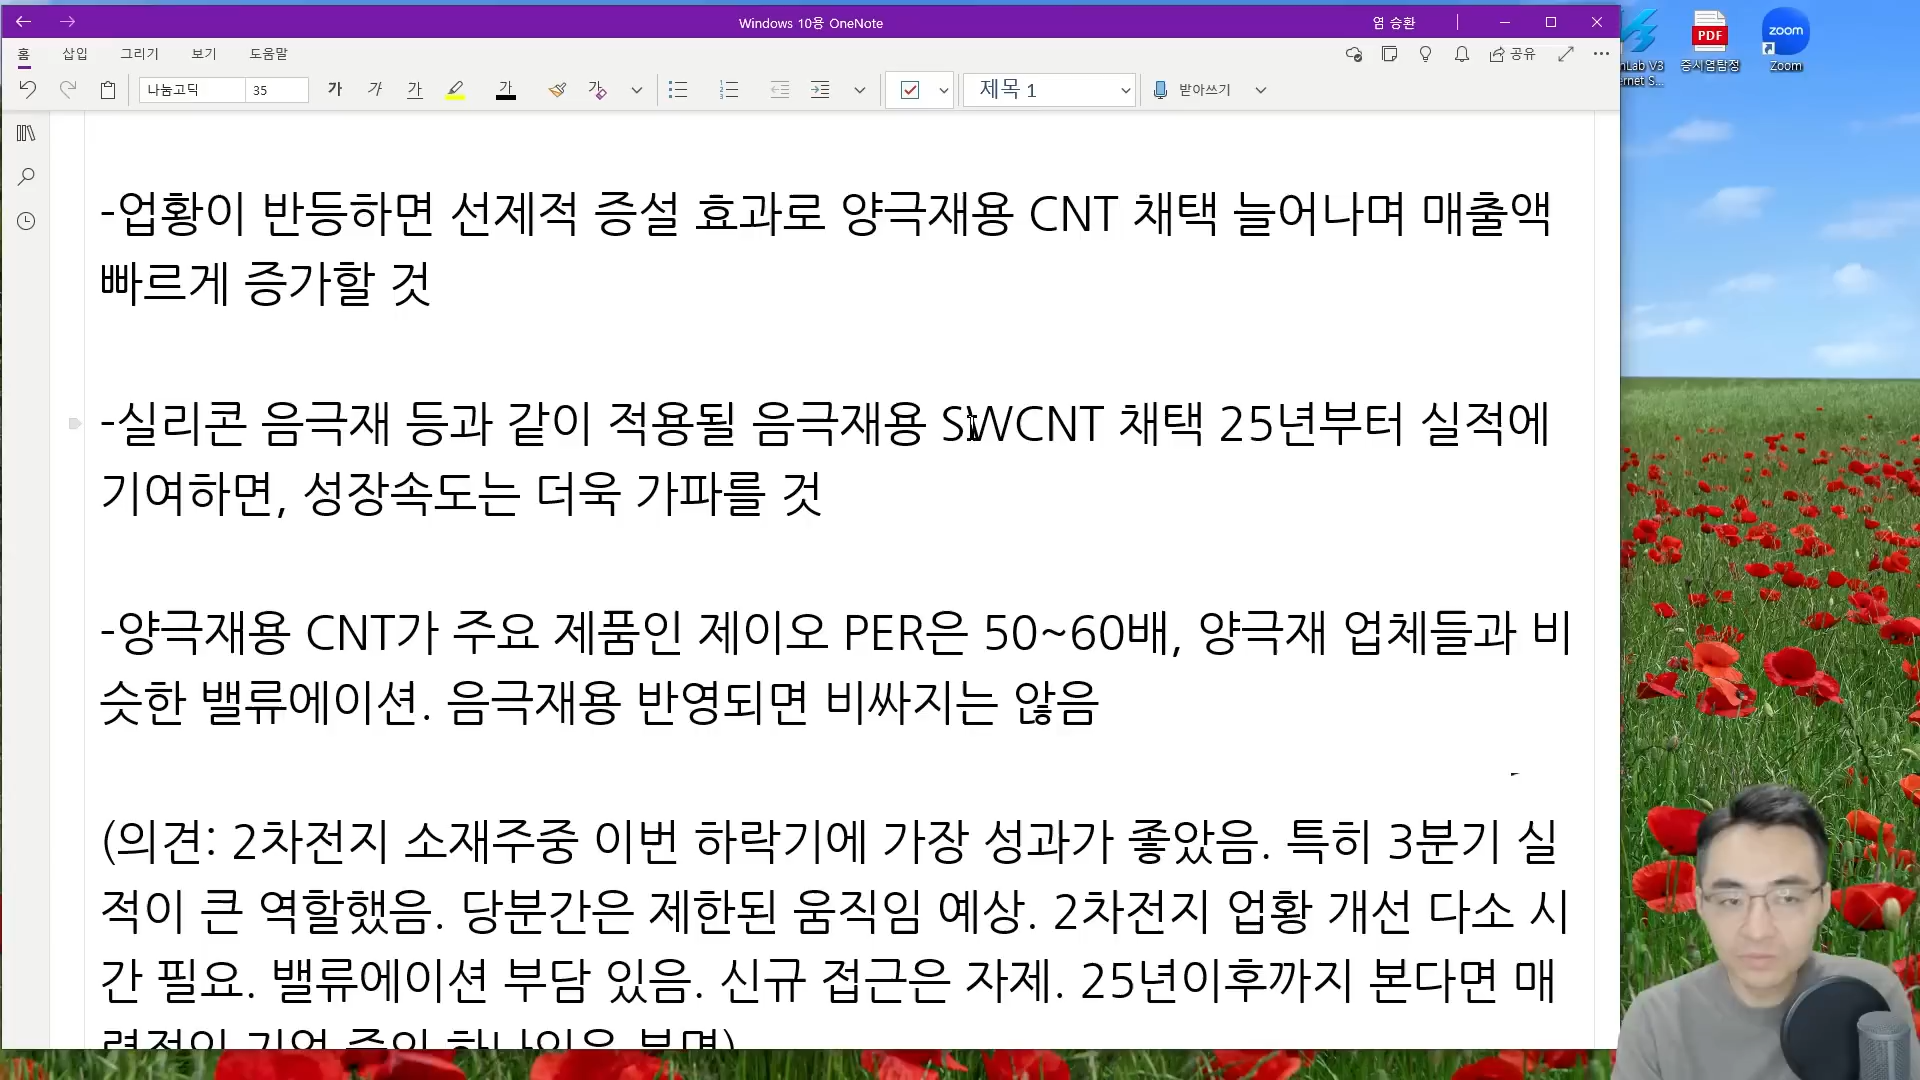 Windows 10용 OneNote
염 승환
홈 삽입 그리기 보기 도움말
공유
나눔고딕 35 가 가 가 가 가 제목 1 받아쓰기
-업황이 반등하면 선제적 증설 효과로 양극재용 CNT 채택 늘어나며 매출액
빠르게 증가할 것
-실리콘 음극재 등과 같이 적용될 음극재용 SWCNT 채택 25년부터 실적에
기여하면, 성장속도는 더욱 가파를 것
-양극재용 CNT가 주요 제품인 제이오 PER은 50~60배, 양극재 업체들과 비
슷한 밸류에이션. 음극재용 반영되면 비싸지는 않음
(의견: 2차전지 소재주중 이번 하락기에 가장 성과가 좋았음. 특히 3분기 실
적이 큰 역할했음. 당분간은 제한된 움직임 예상. 2차전지 업황 개선 다소 시
간 필요. 밸류에이션 부담 있음. 신규 접근은 자제. 25년이후까지 본다면 매
PDF
zoom
증시염탐정
Zoom